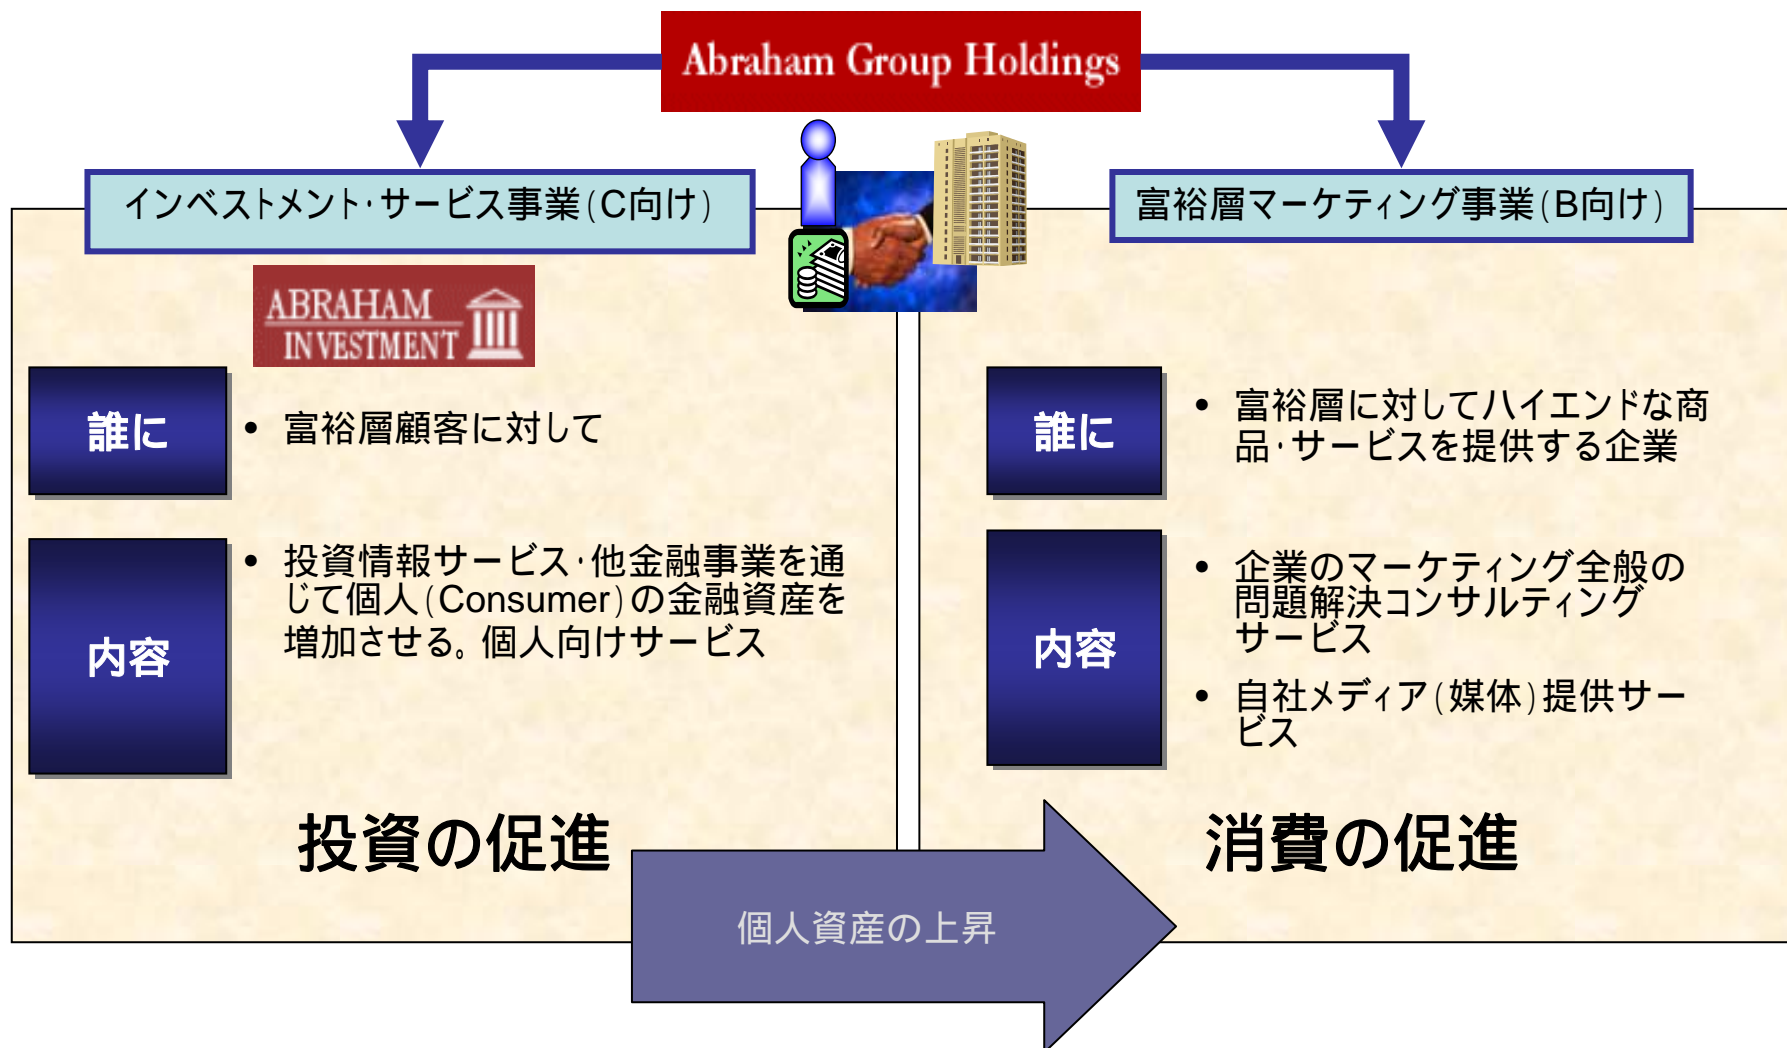 Abraham Group Holdings
インベストメント・サービス事業(C向け)
ABRAHAM
INVESTMENT
誰に
• 富裕層顧客に対して
内容
• 投資情報サービス・他金融事業を通
じて個人(Consumer)の金融資産を
増加させる。個人向けサービス
投資の促進
富裕層マーケティング事業(B向け)
誰に
• 富裕層に対してハイエンドな商
品・サービスを提供する企業
内容
• 企業のマーケティング全般の
問題解決コンサルティング
サービス
• 自社メディア(媒体)提供サー
ビス
消費の促進
個人資産の上昇